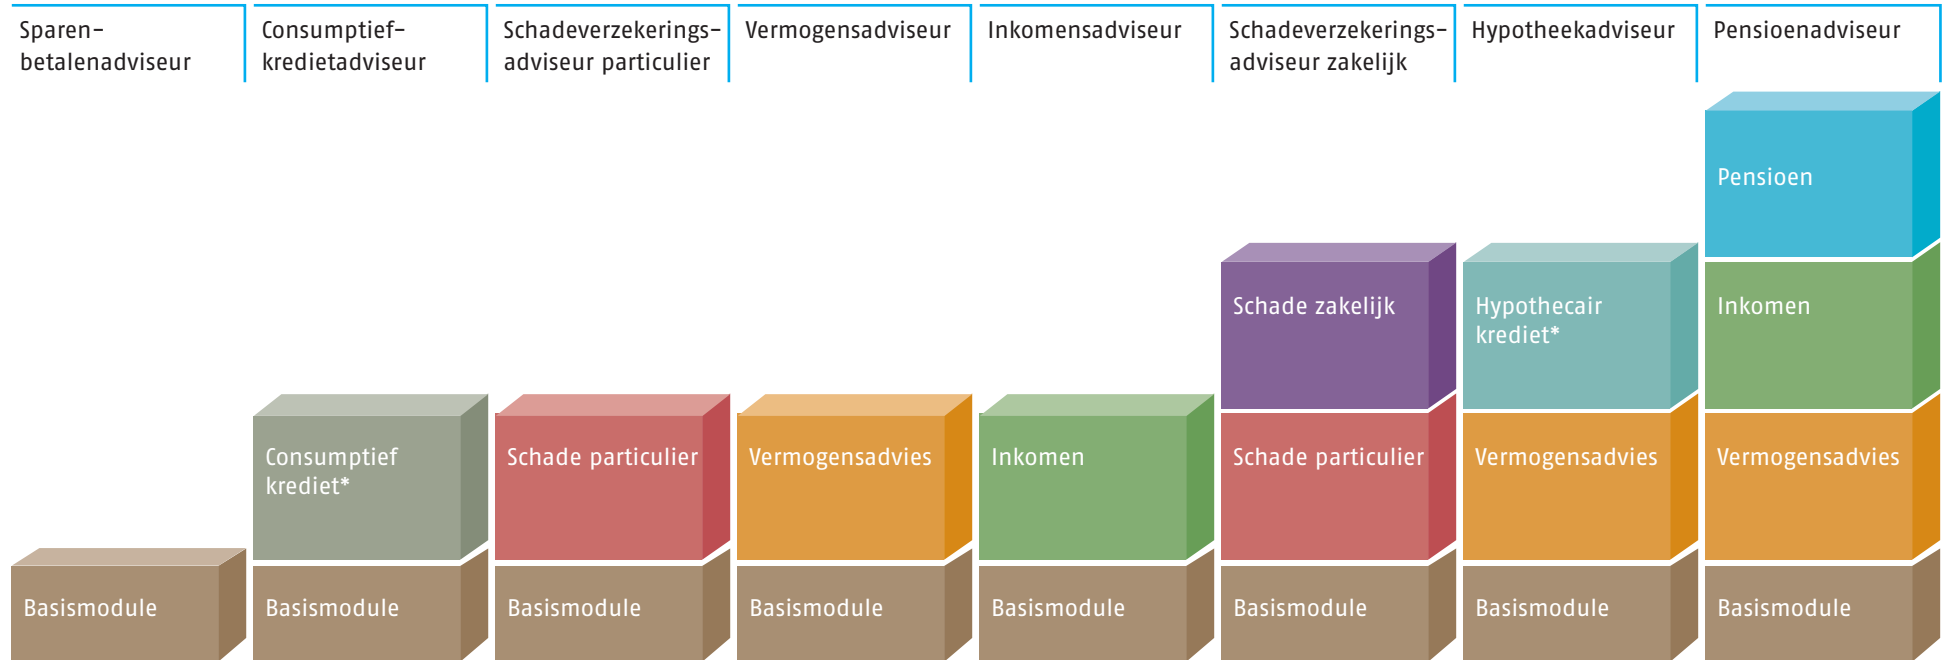 Sparen-
betalenadviseur
Consumptief-
kredietadviseur
Schadeverzekerings-
adviseur particulier
Vermogensadviseur
Inkomensadviseur
Schadeverzekerings-
adviseur zakelijk
Hypotheekadviseur
Pensioenadviseur
Pensioen
Schade zakelijk
Hypothecair
krediet*
Inkomen
Consumptief
krediet*
Schade particulier
Vermogensadvies
Inkomen
Schade particulier
Vermogensadvies
Vermogensadvies
Basismodule
Basismodule
Basismodule
Basismodule
Basismodule
Basismodule
Basismodule
Basismodule